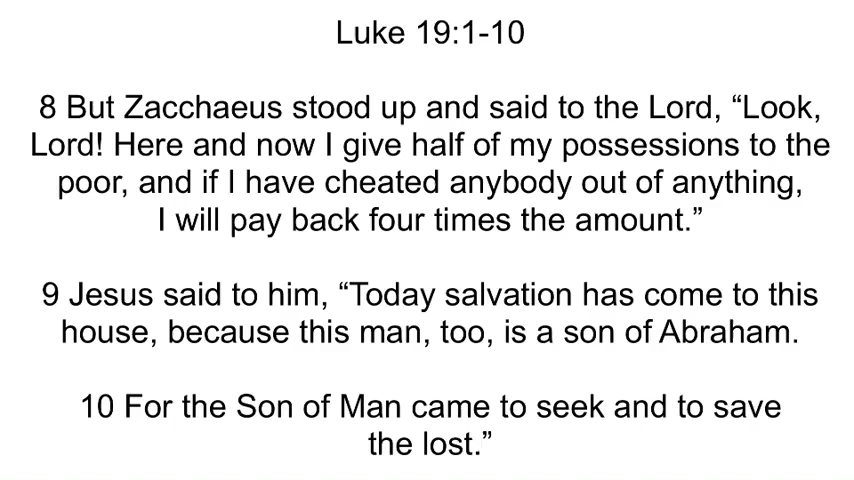 Luke 19:1-10
8 But Zacchaeus stood up and said to the Lord, “Look,
Lord! Here and now I give half of my possessions to the
poor, and if I have cheated anybody out of anything,
I will pay back four times the amount.”
9 Jesus said to him, “Today salvation has come to this
house, because this man, too, is a son of Abraham.
10 For the Son of Man came to seek and to save
the lost.”